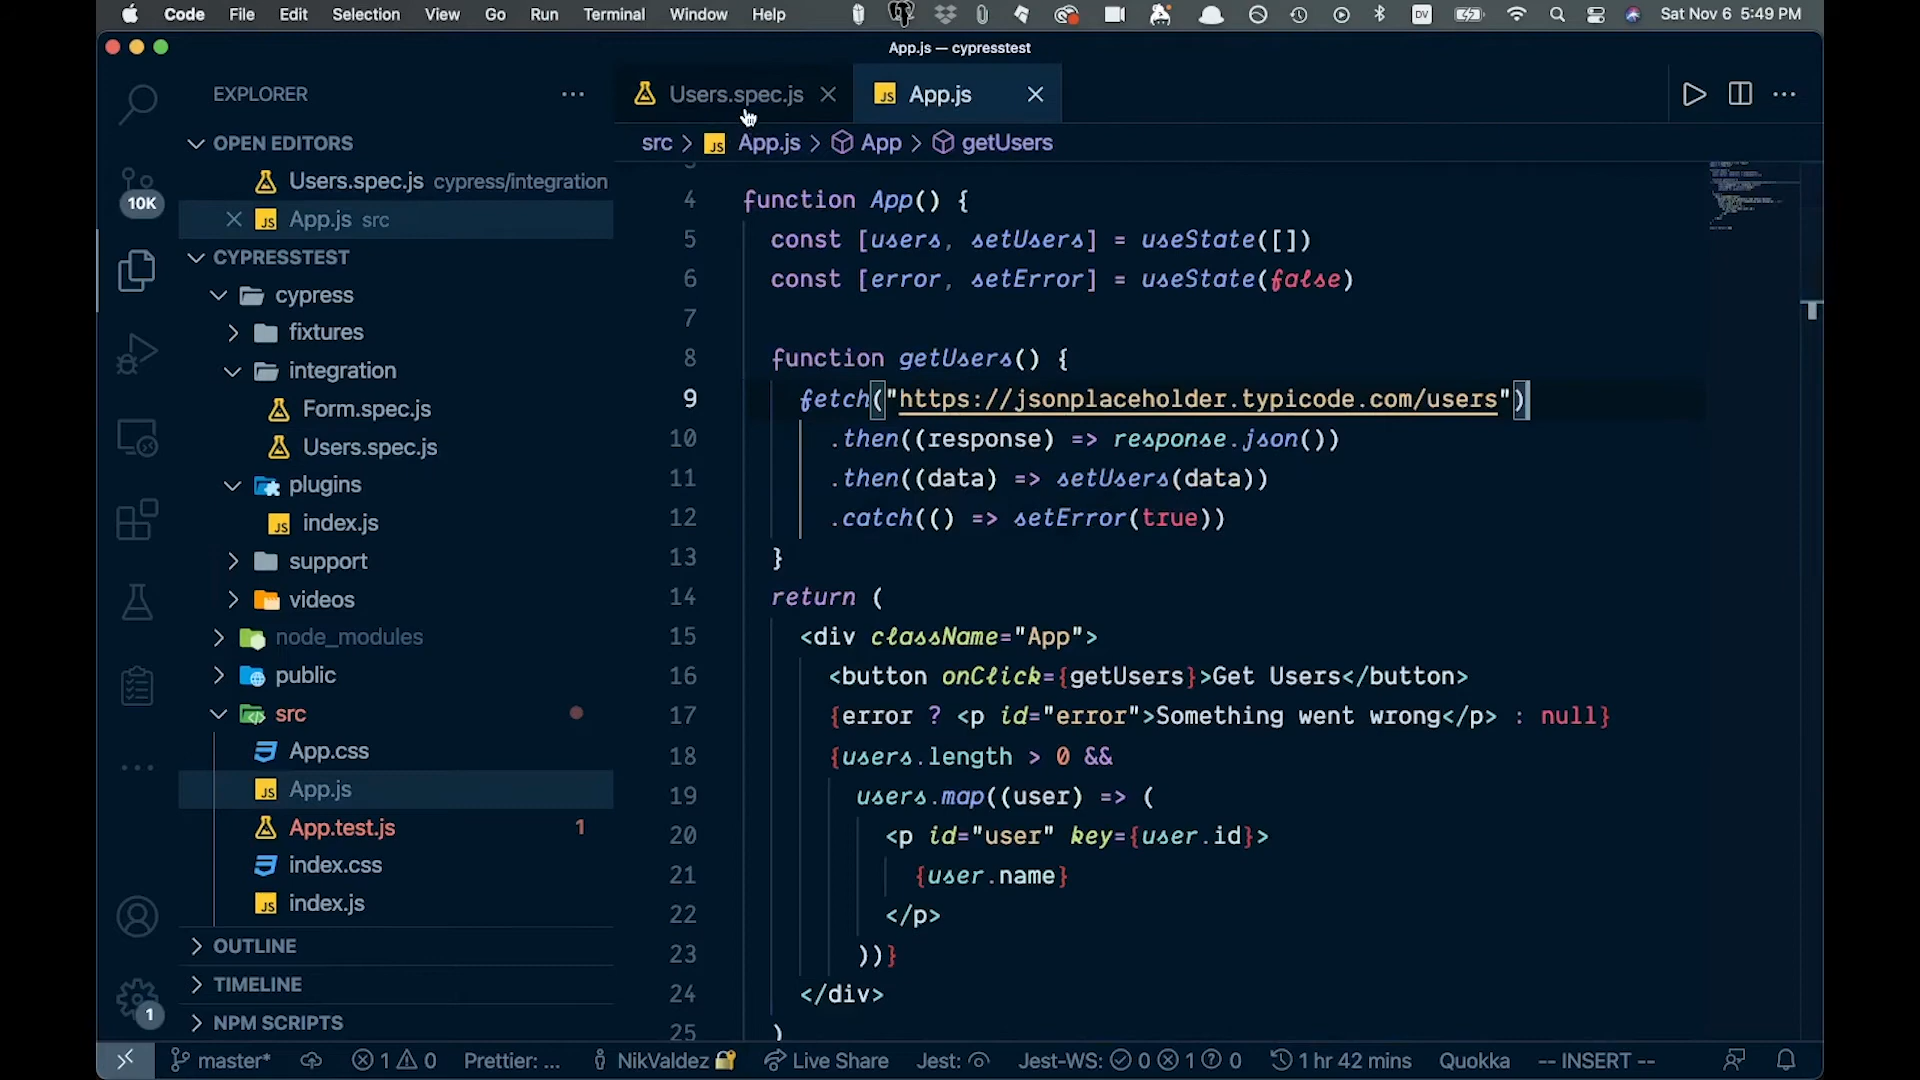 Code File Edit Selection View Go Run Terminal Window Help DV Sat Nov 6 5:49 PM
App.js — cypresstest
EXPLORER
Users.spec.js
JS App.js
OPEN EDITORS
src > JS App.js > App > getUsers
Users.spec.js cypress/integration
JS App.js src
CYPRESSTEST
cypress
fixtures
integration
Form.spec.js
Users.spec.js
plugins
JS index.js
support
videos
node_modules
public
src
App.css
JS App.js
App.test.js 1
index.css
JS index.js
OUTLINE
TIMELINE
NPM SCRIPTS
10K
1
4 function App() {
5 const [users, setUsers] = useState([])
6 const [error, setError] = useState(false)
7
8 function getUsers() {
9 fetch("https://jsonplaceholder.typicode.com/users")
10 .then((response) => response.json())
11 .then((data) => setUsers(data))
12 .catch(() => setError(true))
13 }
14 return (
15 <div className="App">
16 <button onClick={getUsers}>Get Users</button>
17 {error ? <p id="error">Something went wrong</p> : null}
18 {users.length > 0 &&
19 users.map((user) => (
20 <p id="user" key={user.id}>
21 {user.name}
22 </p>
23 ))}
24 </div>
25 )
master* 1 0 Prettier: ... NikValdez Live Share Jest: Jest-WS: 0 1 0 1 hr 42 mins Quokka -- INSERT --